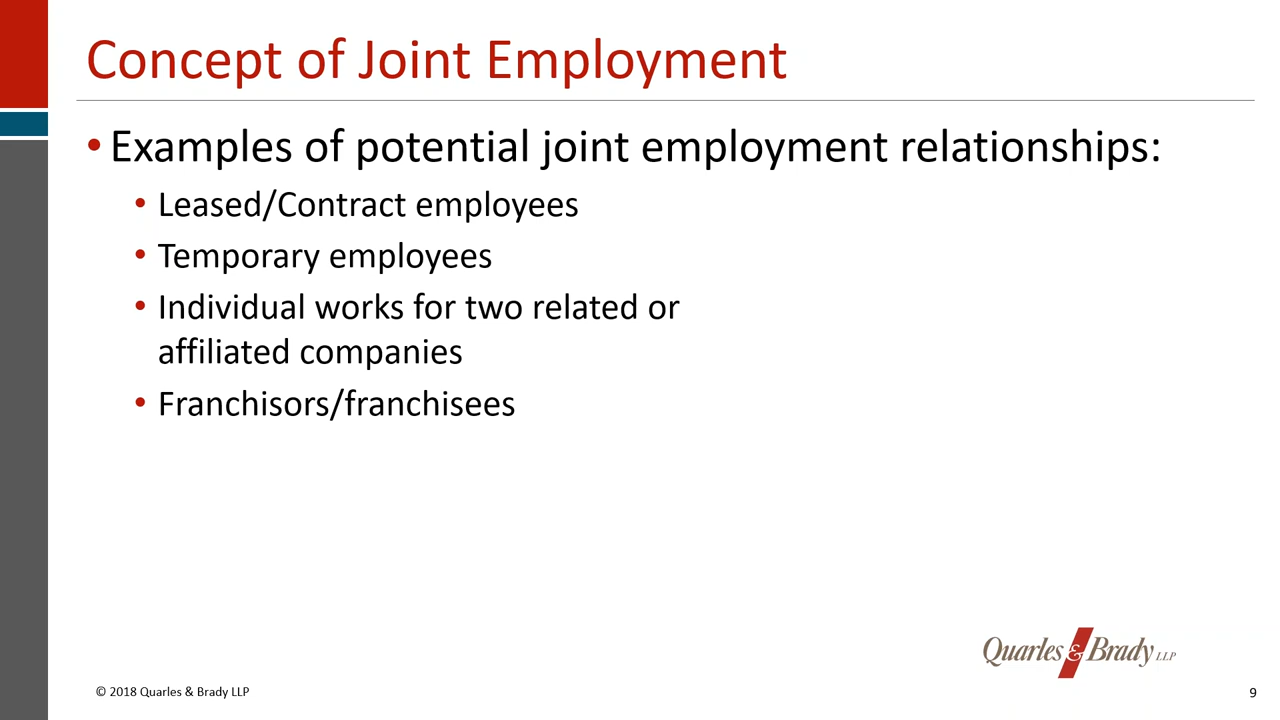 Concept of Joint Employment
• Examples of potential joint employment relationships:
• Leased/Contract employees
• Temporary employees
• Individual works for two related or
affiliated companies
• Franchisors/franchisees
Quarles & Brady LLP
© 2018 Quarles & Brady LLP
9